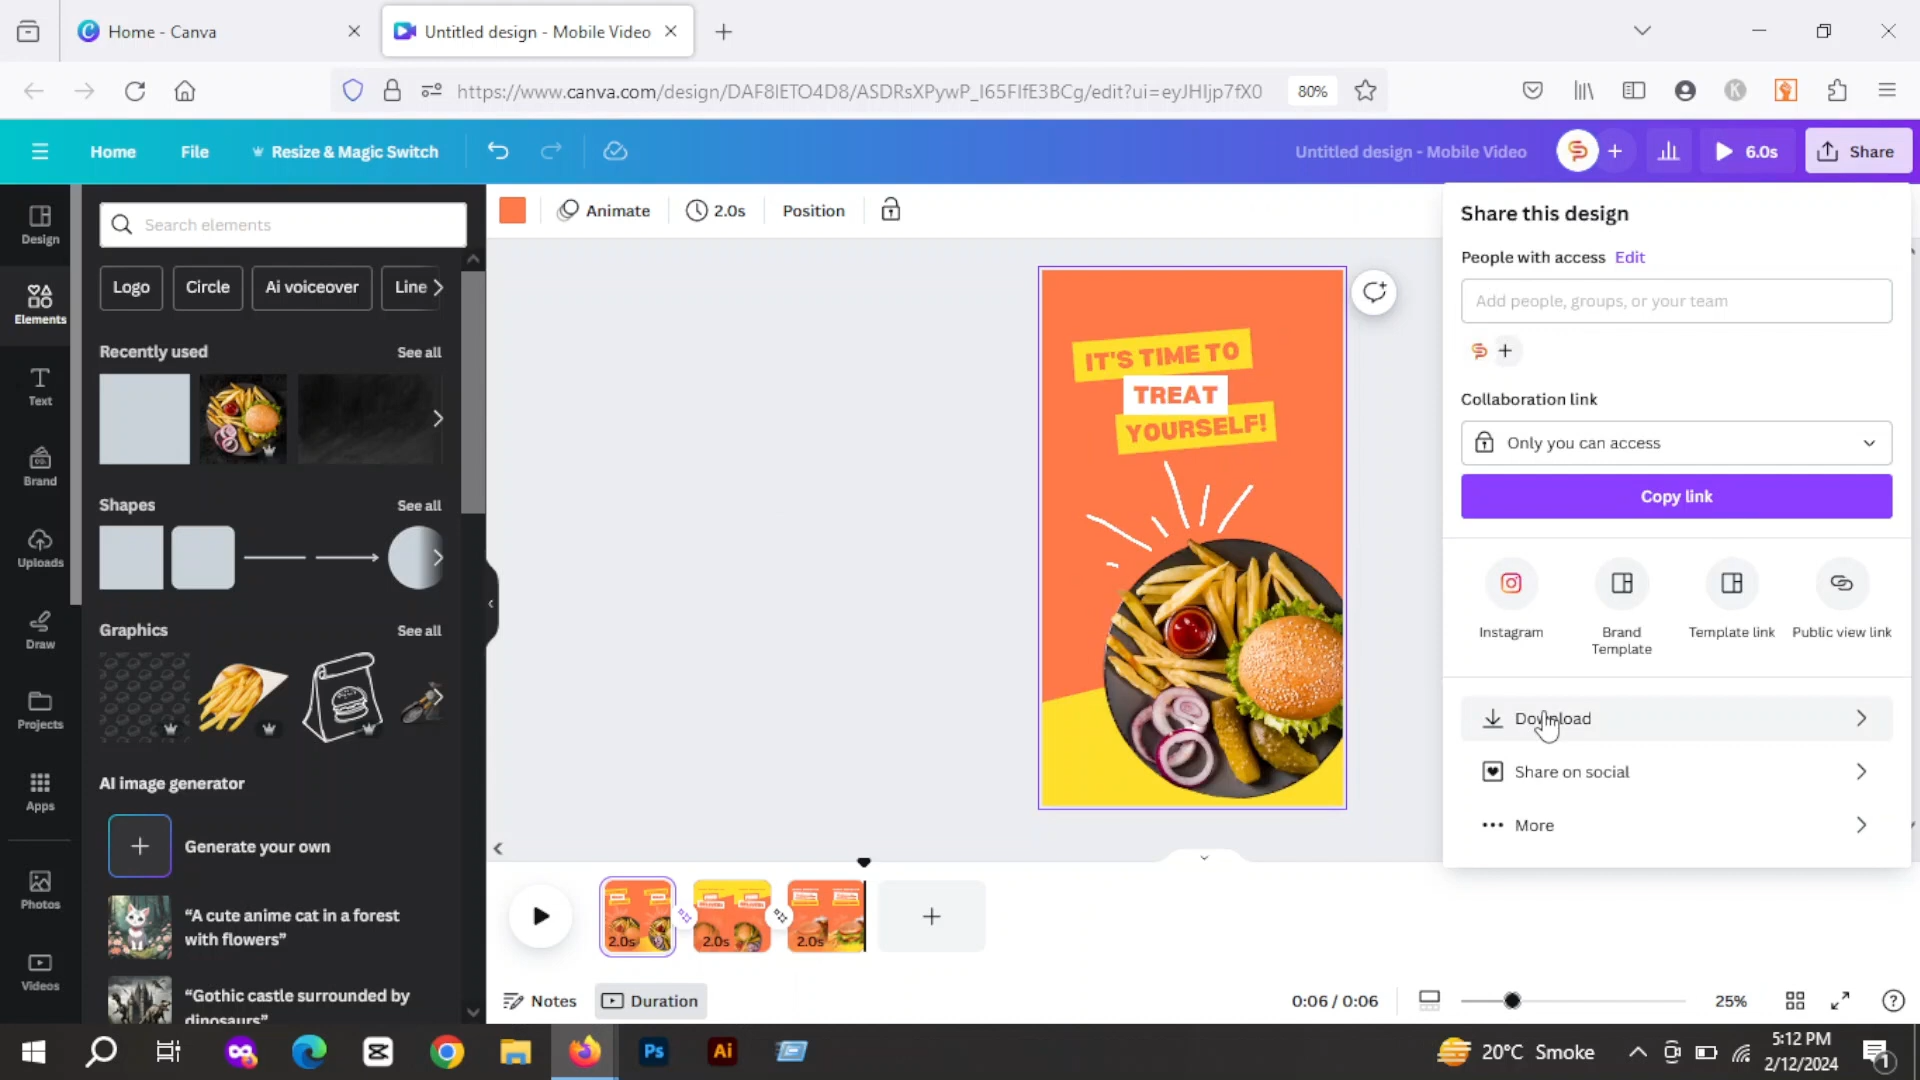 Home - Canva
Untitled design - Mobile Video
https://www.canva.com/design/DAF8IETO4D8/ASDRsXPywP_I65FIfE3BCg/edit?ui=eyJHIjp7fX0
80%
K
Home
File
Resize & Magic Switch
Untitled design - Mobile Video
6.0s
Share
Design
Elements
Text
Brand
Uploads
Draw
Projects
Apps
Photos
Videos
Search elements
Logo
Circle
Ai voiceover
Line
Recently used
See all
Shapes
See all
Graphics
See all
AI image generator
Generate your own
“A cute anime cat in a forest
with flowers”
“Gothic castle surrounded by
dinosaurs”
Animate
2.0s
Position
IT'S TIME TO
TREAT
YOURSELF!
Share this design
People with access Edit
Add people, groups, or your team
Collaboration link
Only you can access
Copy link
Instagram
Brand
Template
Template link
Public view link
Download
Share on social
More
2.0s
2.0s
2.0s
Notes
Duration
0:06 / 0:06
25%
Ps
Ai
20°C Smoke
5:12 PM
2/12/2024
1